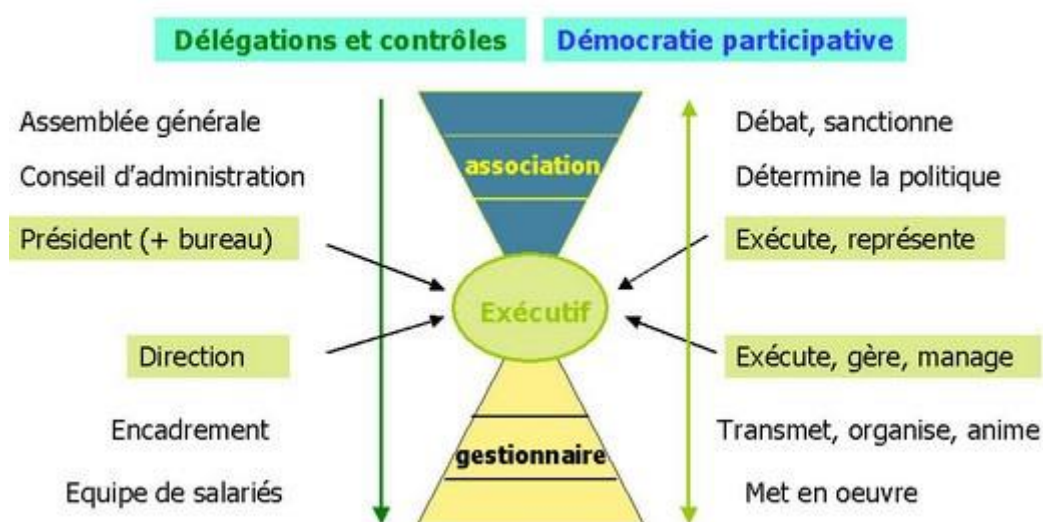 Délégations et contrôles Démocratie participative
Assemblée générale Débat, sanctionne
association
Conseil d'administration Détermine la politique
Président (+ bureau) Exécute, représente
Exécutif
Direction Exécute, gère, manage
Encadrement Transmet, organise, anime
gestionnaire
Equipe de salariés Met en oeuvre